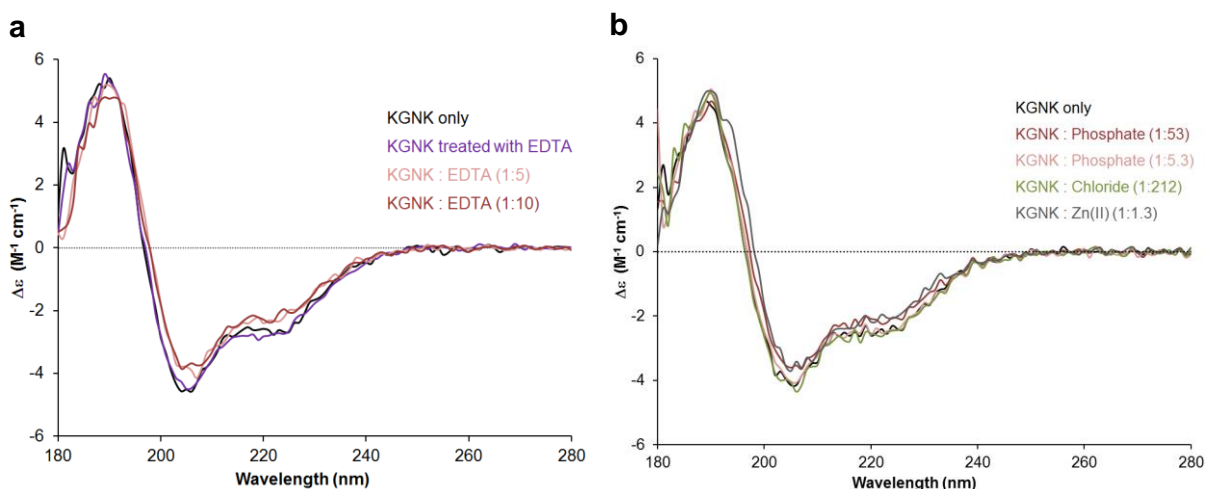 a
6
4
2
0
-2
-4
-6
Δε (M⁻¹ cm⁻¹)
180
200
220
240
260
280
Wavelength (nm)
KGNK only
KGNK treated with EDTA
KGNK : EDTA (1:5)
KGNK : EDTA (1:10)
b
6
4
2
0
-2
-4
-6
Δε (M⁻¹ cm⁻¹)
180
200
220
240
260
280
Wavelength (nm)
KGNK only
KGNK : Phosphate (1:53)
KGNK : Phosphate (1:5.3)
KGNK : Chloride (1:212)
KGNK : Zn(II) (1:1.3)